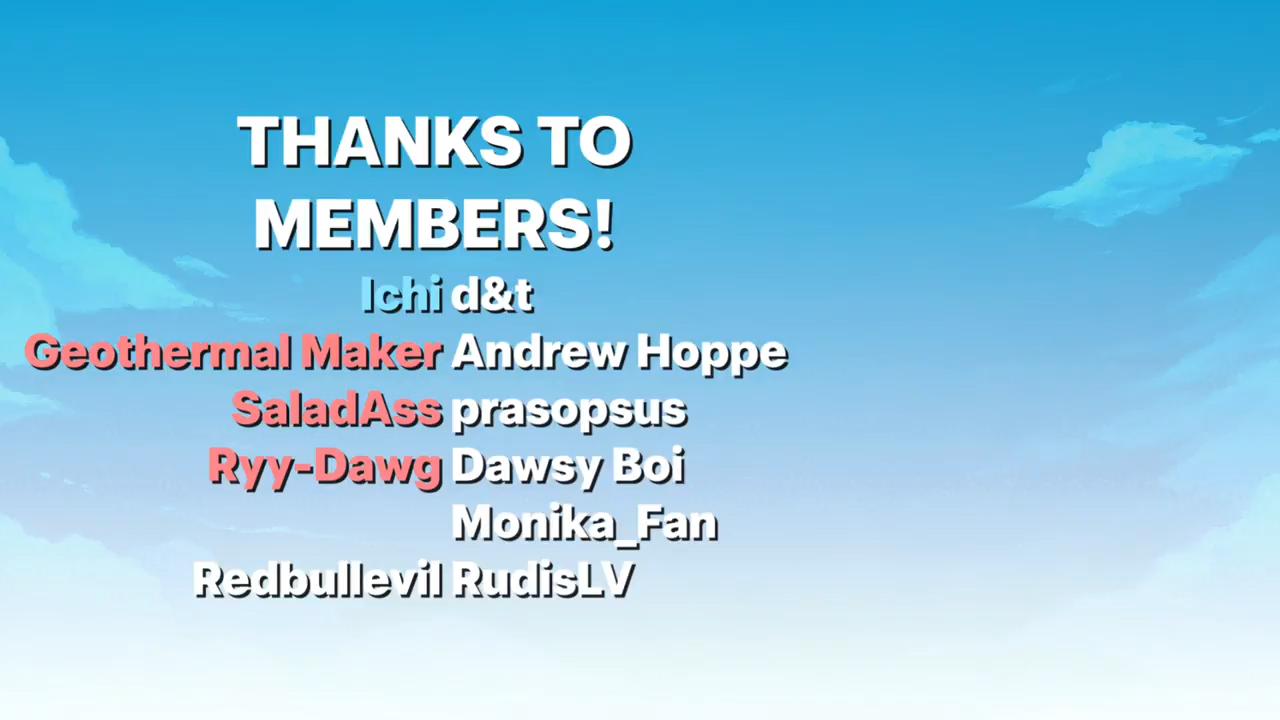 THANKS TO
MEMBERS!
Ichi d&t
Geothermal Maker Andrew Hoppe
SaladAss prasopsus
Ryy-Dawg Dawsy Boi
Monika_Fan
Redbullevil RudisLV